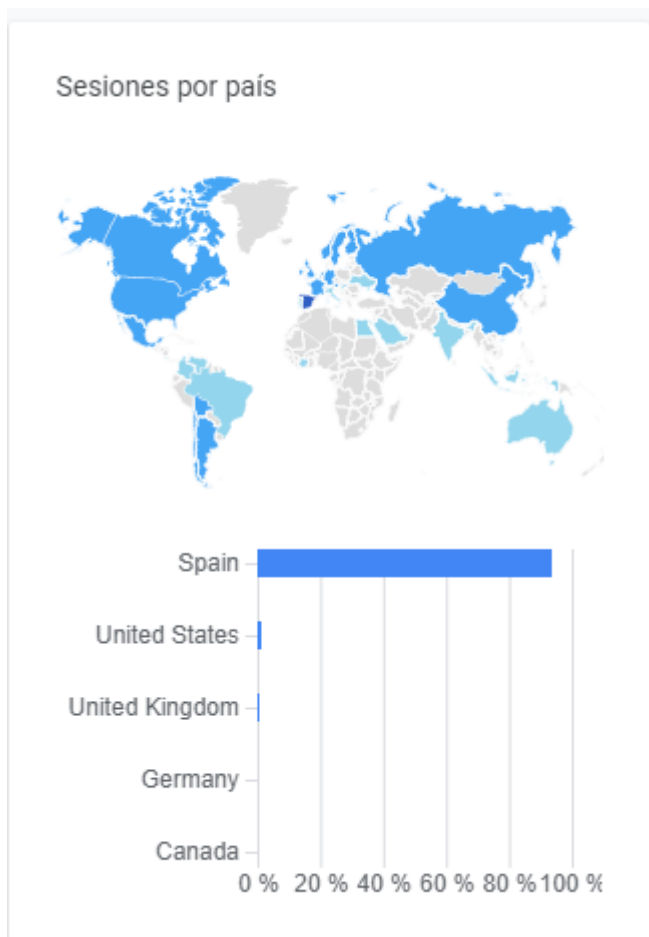 Sesiones por país
Spain
United States
United Kingdom
Germany
Canada
0 % 20 % 40 % 60 % 80 % 100 %